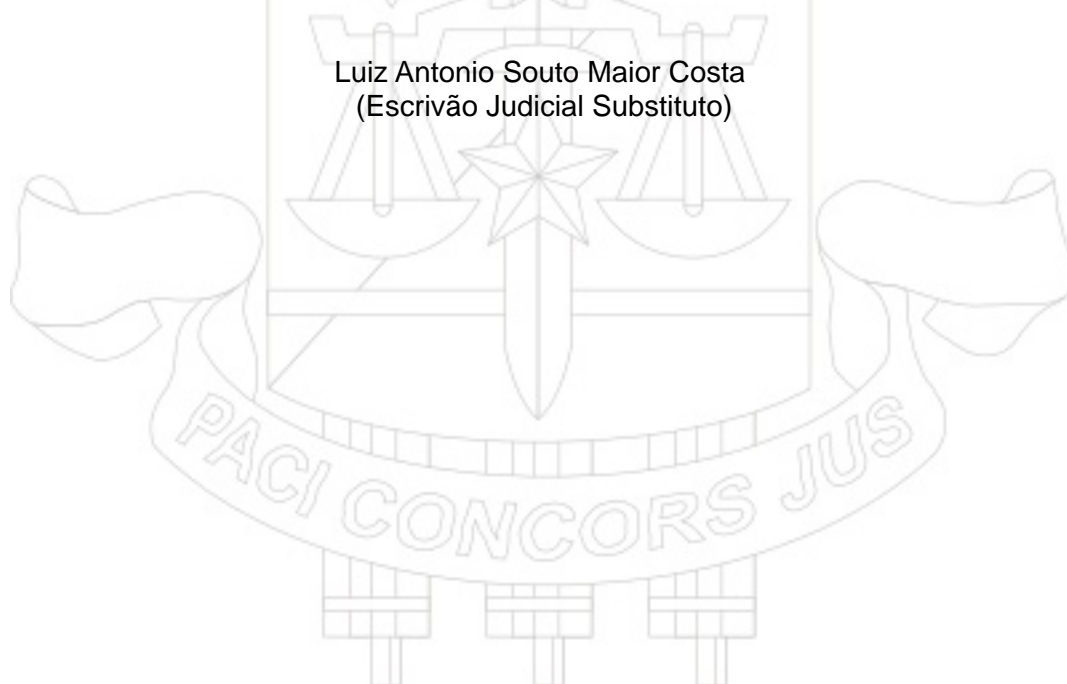 Luiz Antonio Souto Maior Costa
(Escrivão Judicial Substituto)
PACI CONCORS JUS